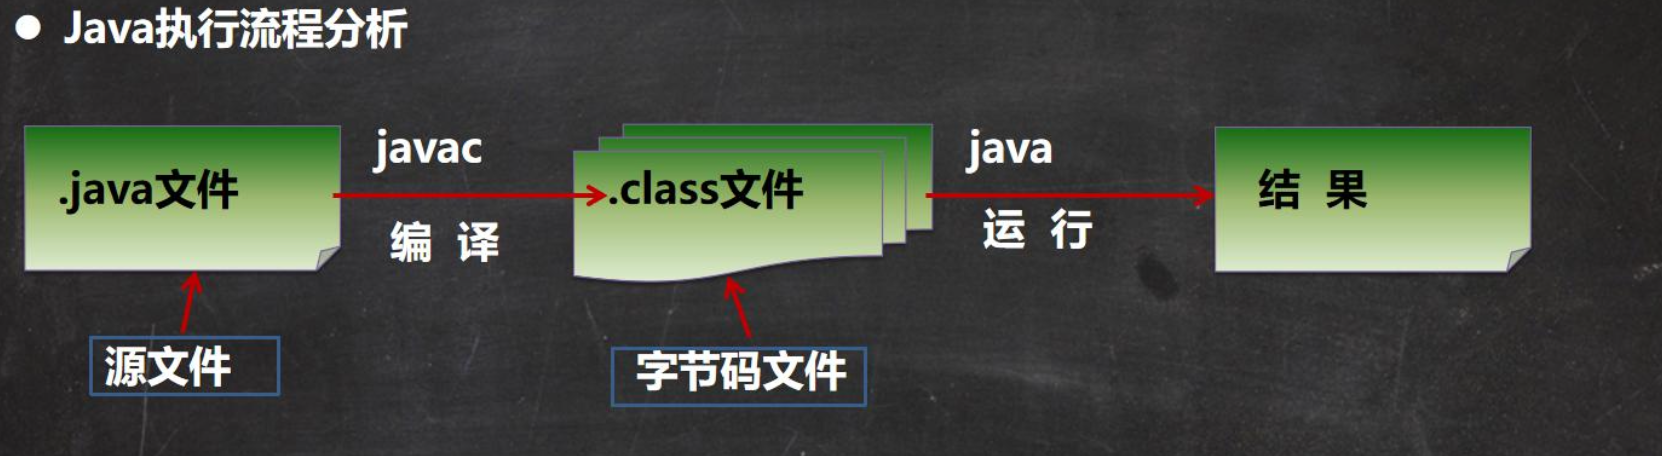 ● Java执行流程分析
javac
java
.java文件
.class文件
结 果
编 译
运 行
源文件
字节码文件